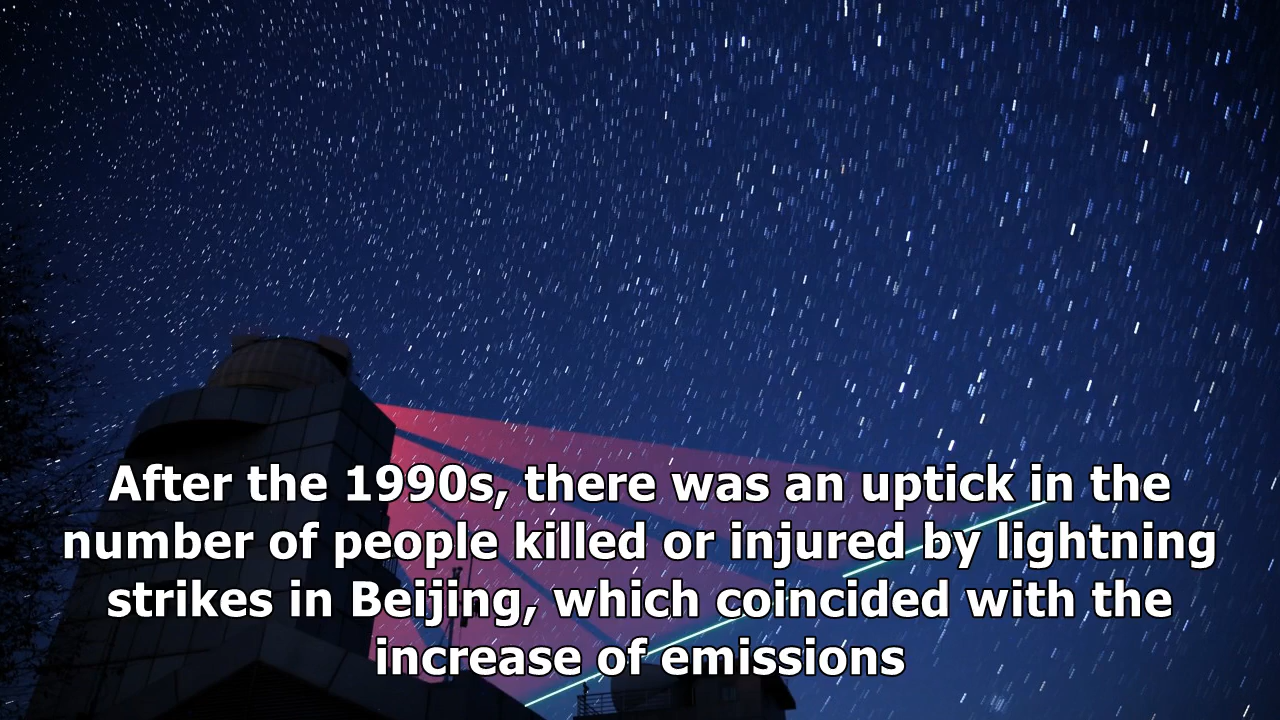 After the 1990s, there was an uptick in the
number of people killed or injured by lightning
strikes in Beijing, which coincided with the
increase of emissions